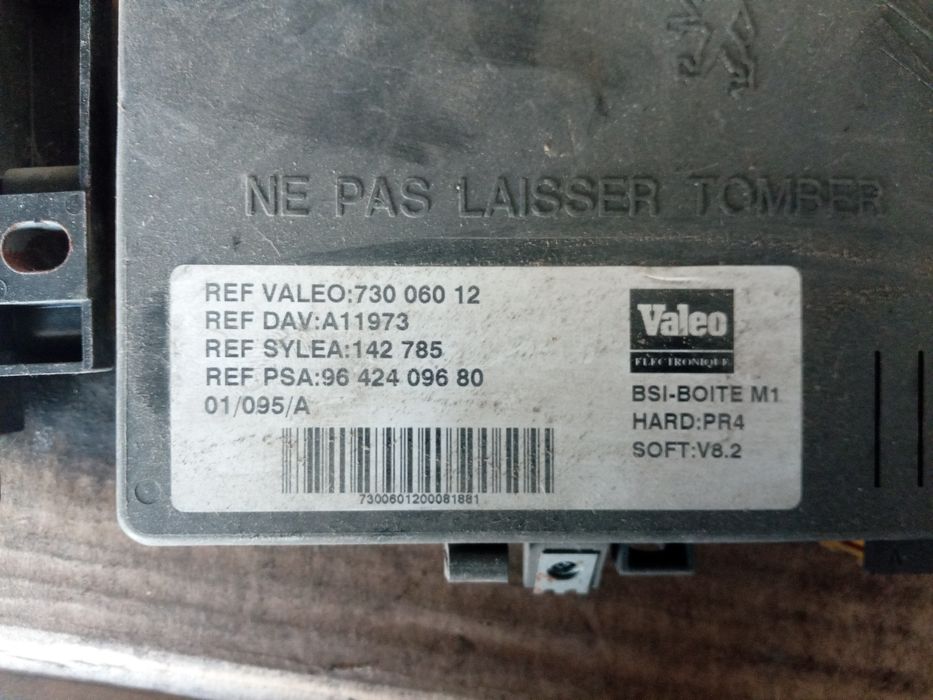 NE PAS LAISSER TOMBER
REF VALEO:730 060 12
REF DAV:A11973
REF SYLEA:142 785
REF PSA:96 424 096 80
01/095/A
7300601200081881
Valeo
ELECTRONIQUE
BSI-BOITE M1
HARD:PR4
SOFT:V8.2